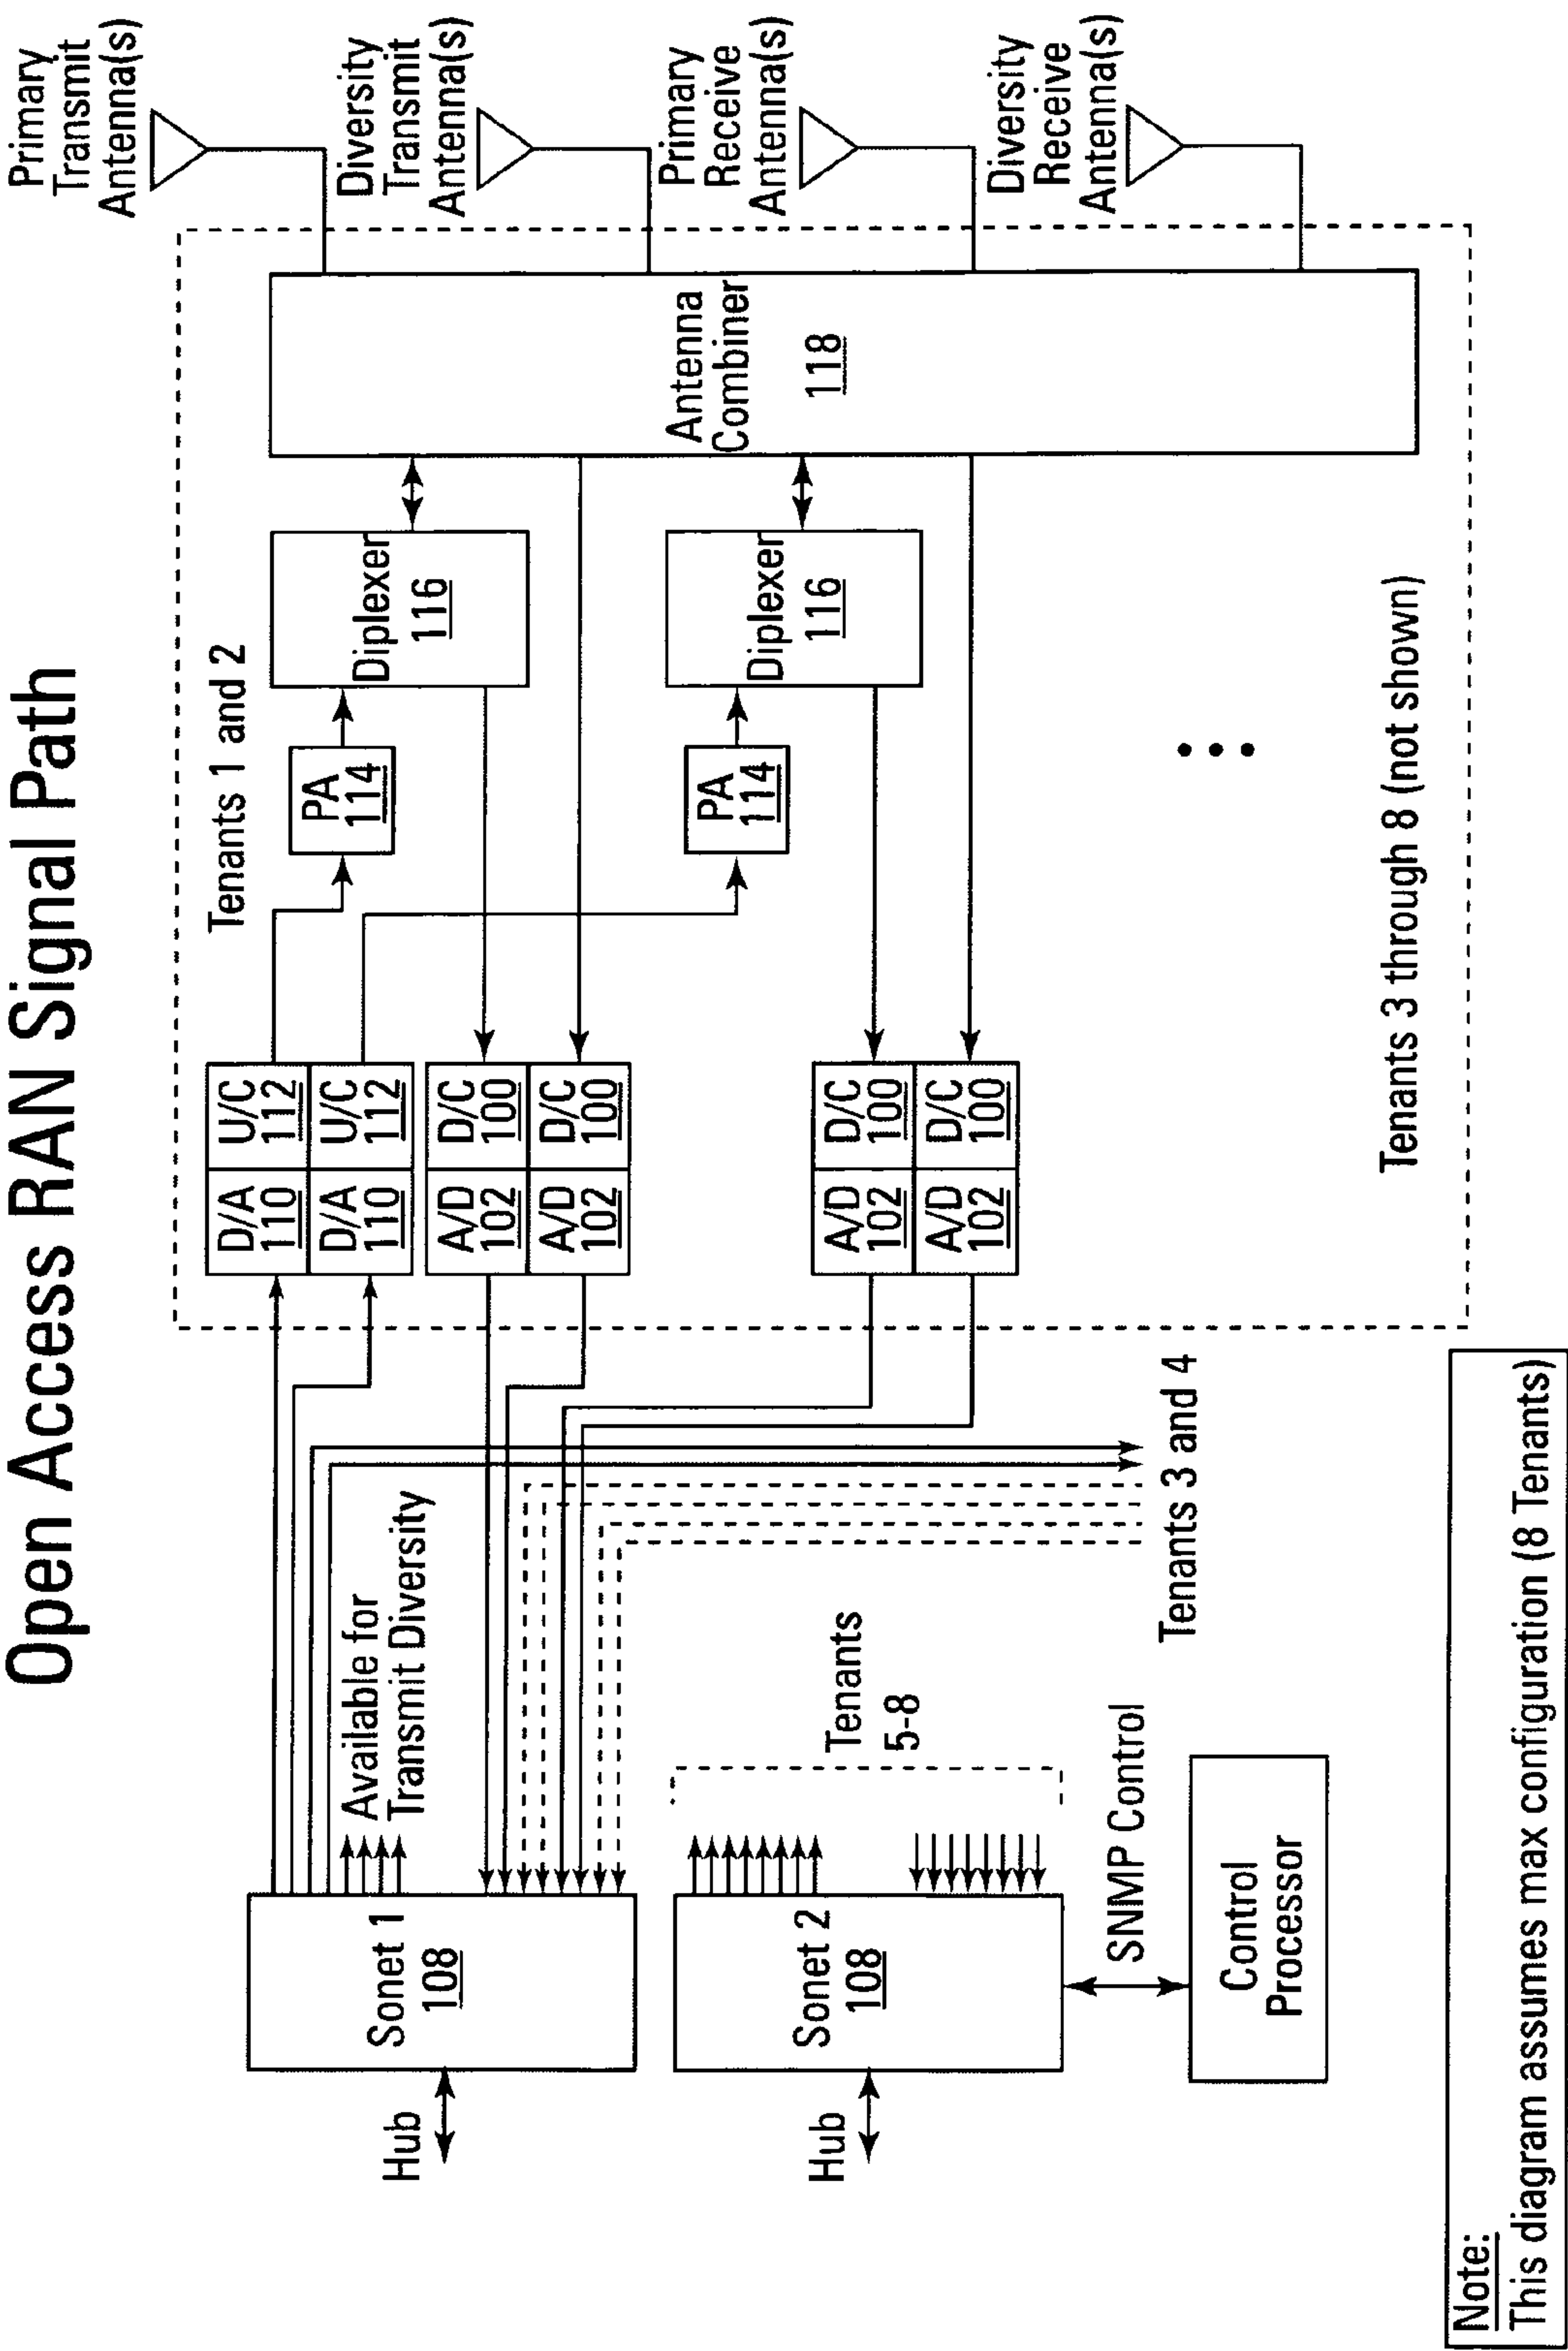 Open Access RAN Signal Path
Primary
Transmit
Antenna(s)
Diversity
Transmit
Antenna(s)
Primary
Receive
Antenna(s)
Diversity
Receive
Antenna(s)
Tenants 1 and 2
D/A
110
U/C
112
D/A
110
U/C
112
A/D
102
D/C
100
A/D
102
D/C
100
A/D
102
D/C
100
A/D
102
D/C
100
PA
114
PA
114
Diplexer
116
Diplexer
116
Antenna
Combiner
118
Tenants 3 through 8 (not shown)
Hub
Sonet 1
108
Available for
Transmit Diversity
Tenants 3 and 4
Hub
Sonet 2
108
Tenants
5-8
SNMP Control
Control
Processor
Note:
This diagram assumes max configuration (8 Tenants)